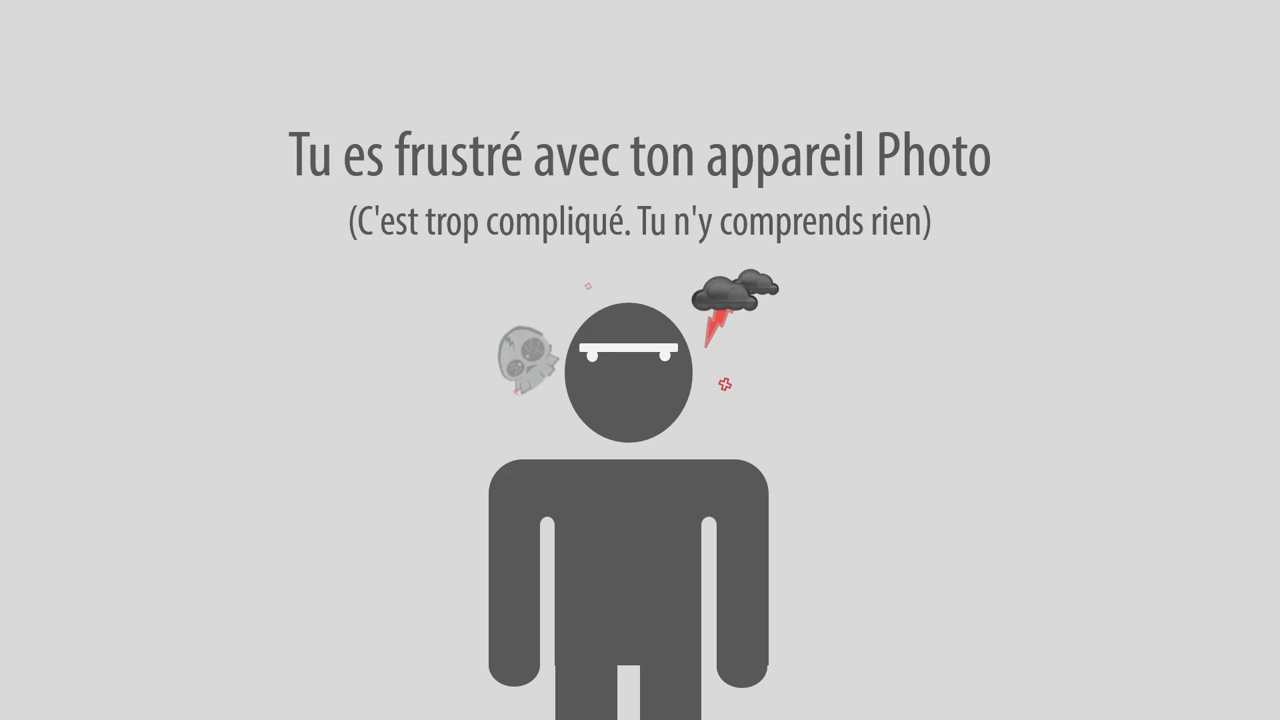 Tu es frustré avec ton appareil Photo
(C'est trop compliqué. Tu n'y comprends rien)